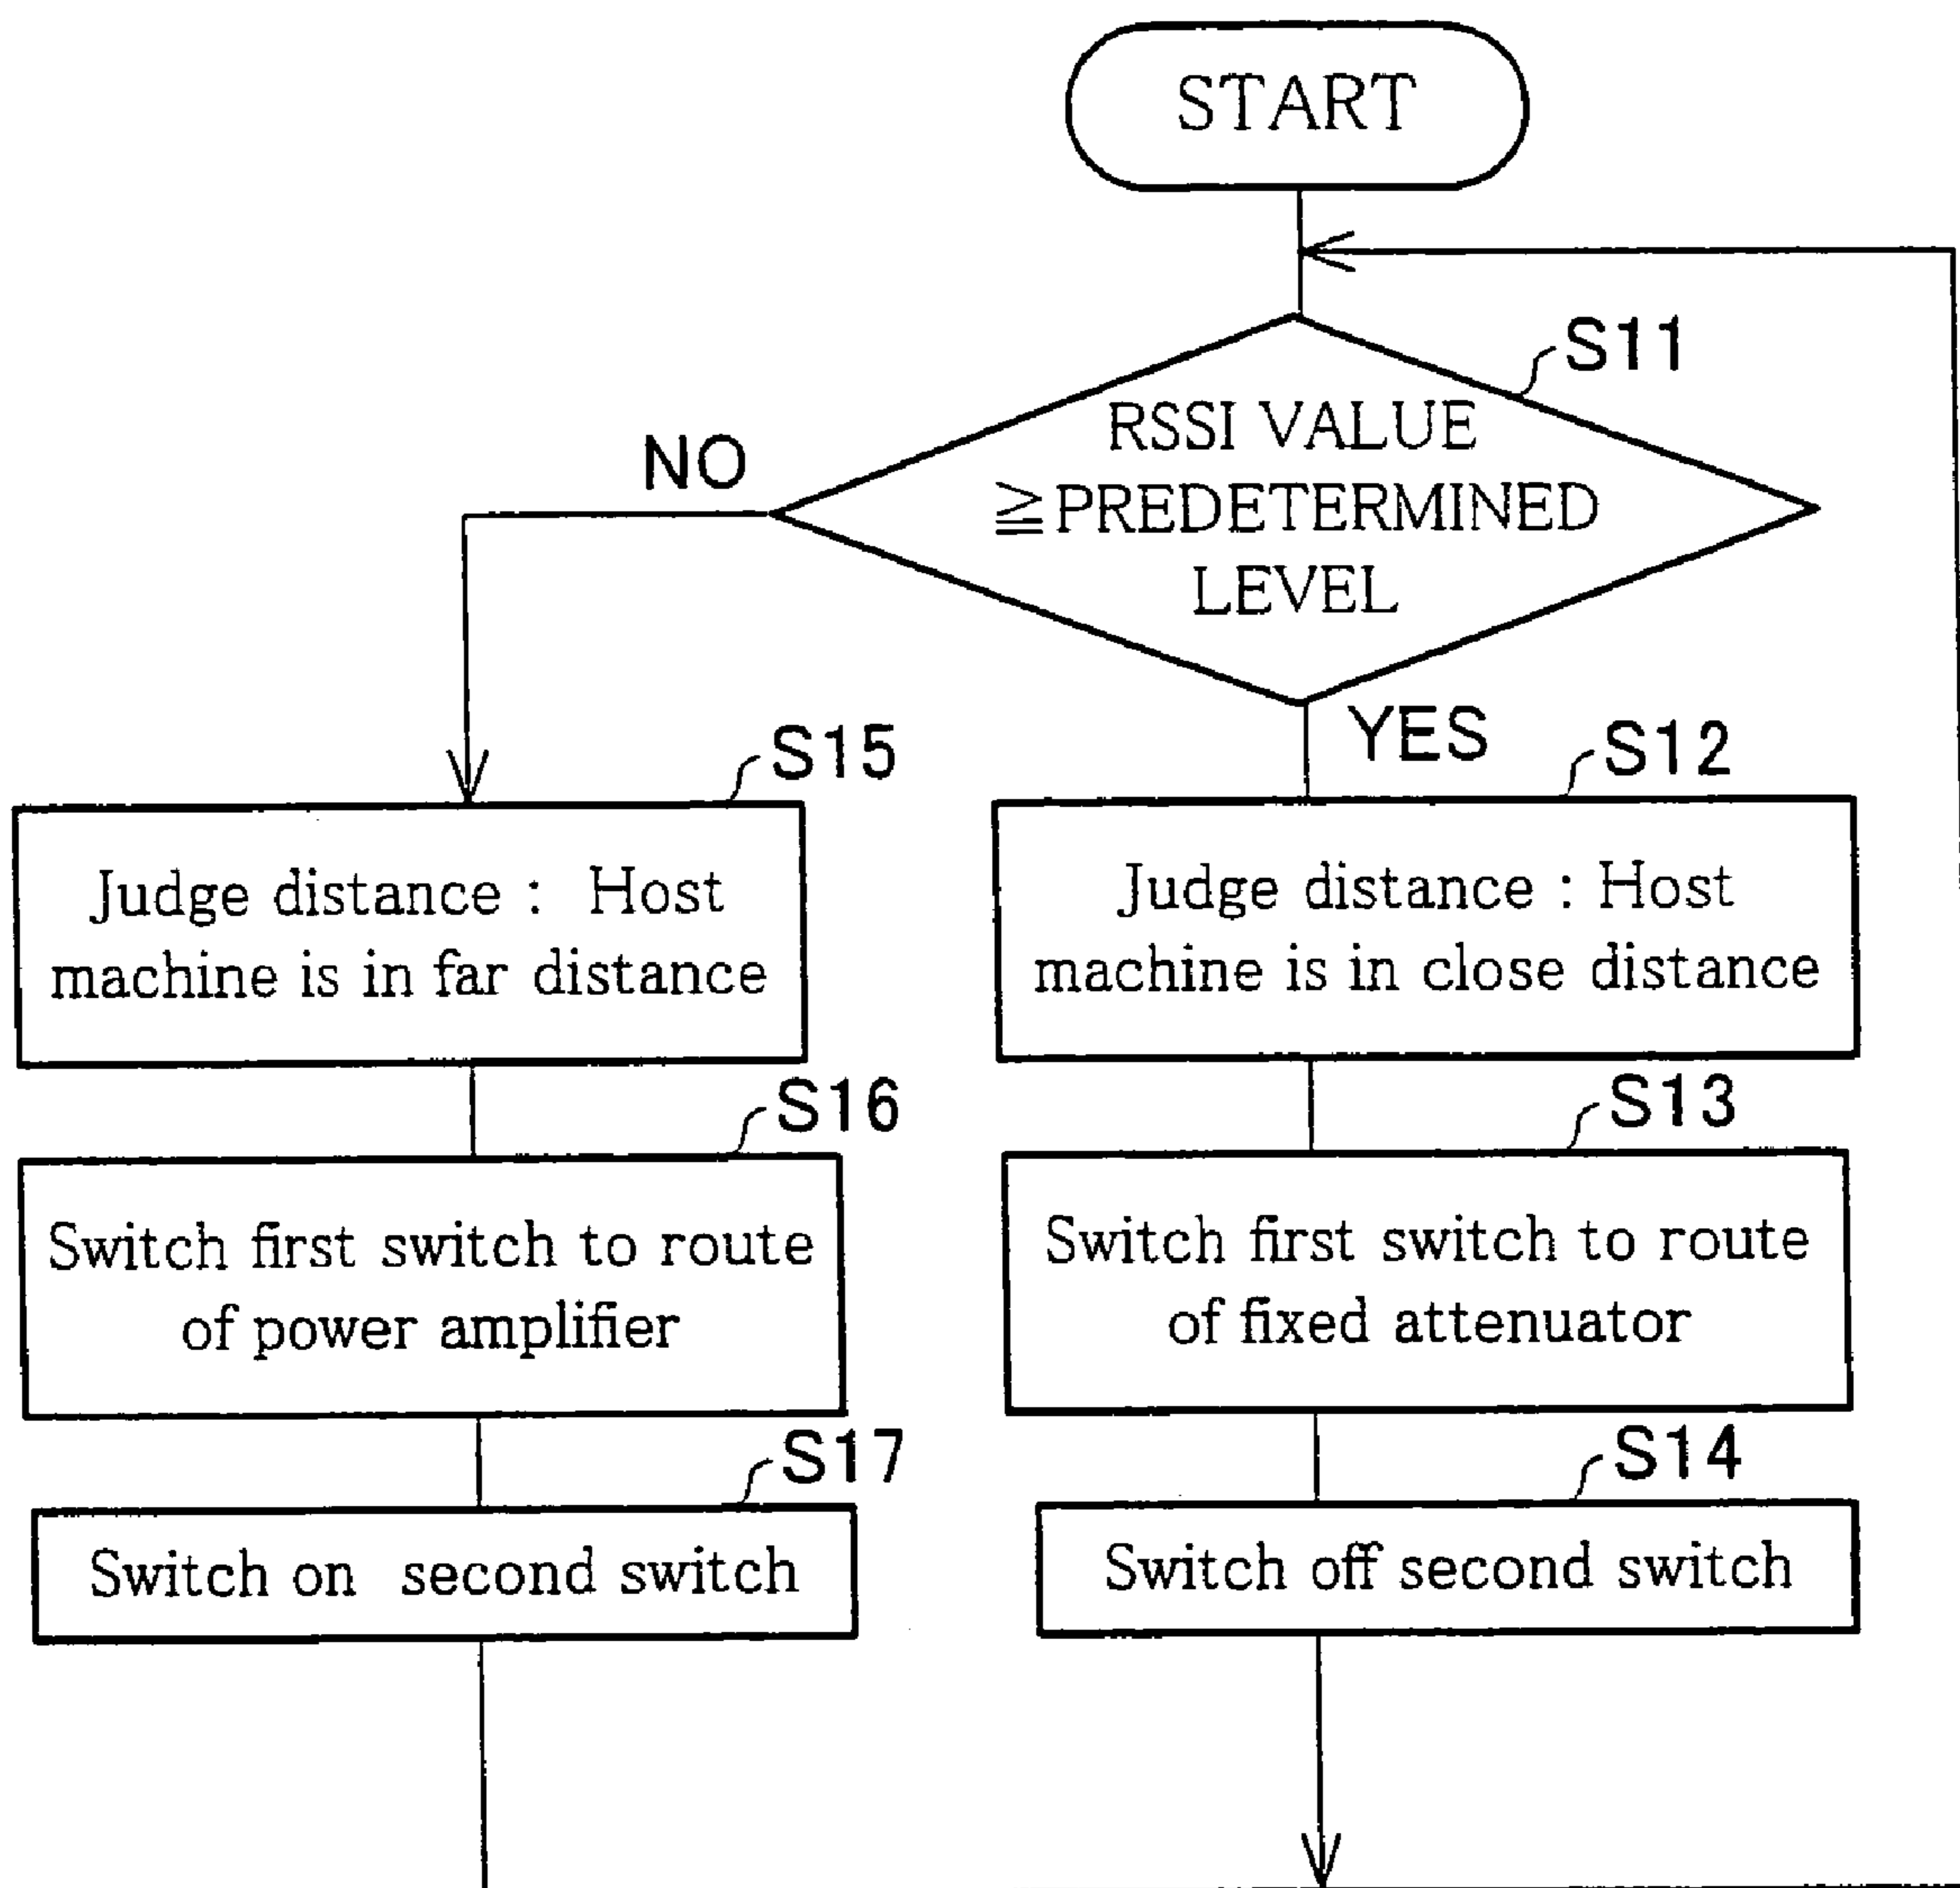 START
S11
RSSI VALUE
≧PREDETERMINED
LEVEL
NO
YES
S15
Judge distance : Host
machine is in far distance
S12
Judge distance : Host
machine is in close distance
S16
Switch first switch to route
of power amplifier
S13
Switch first switch to route
of fixed attenuator
S17
Switch on second switch
S14
Switch off second switch